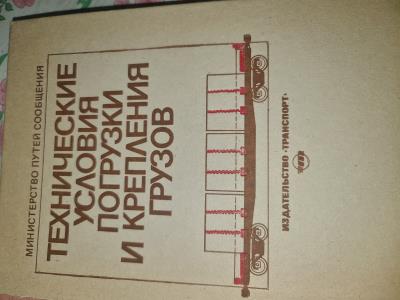 МИНИСТЕРСТВО ПУТЕЙ СООБЩЕНИЯ
ТЕХНИЧЕСКИЕ
УСЛОВИЯ
ПОГРУЗКИ
И КРЕПЛЕНИЯ
ГРУЗОВ
ИЗДАТЕЛЬСТВО «ТРАНСПОРТ»